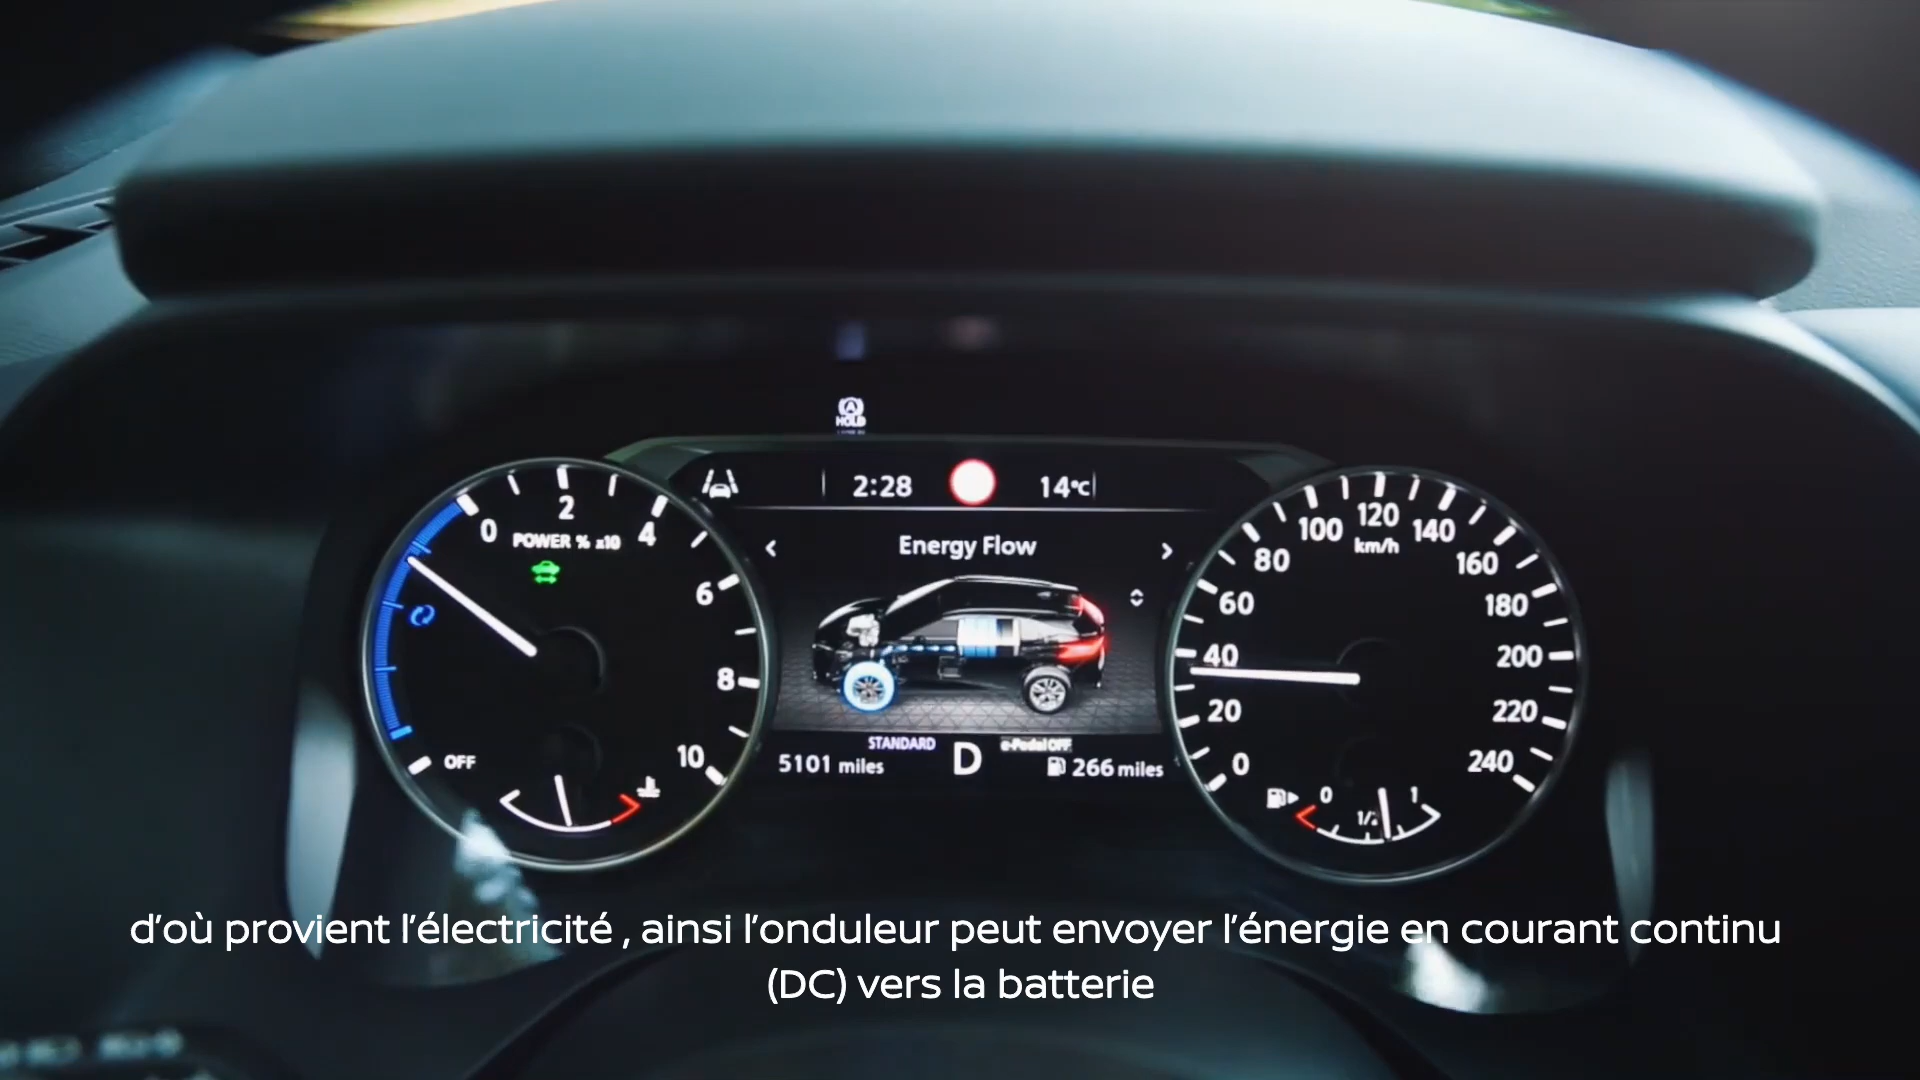 HOLD
2:28
14°C
Energy Flow
0 2 4 6 8 10
POWER % x10
OFF
STANDARD
e-Pedal OFF
5101 miles
D
266 miles
0 20 40 60 80 100 120 140 160 180 200 220 240
km/h
0 1/2 1
d'où provient l'électricité , ainsi l'onduleur peut envoyer l'énergie en courant continu
(DC) vers la batterie